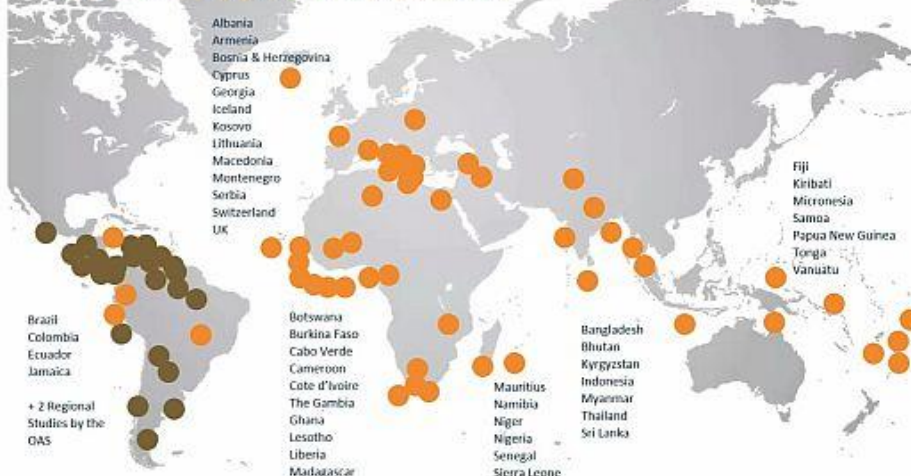 Albania
Armenia
Bosnia & Herzegovina
Cyprus
Georgia
Iceland
Kosovo
Lithuania
Macedonia
Montenegro
Serbia
Switzerland
UK
Brazil
Colombia
Ecuador
Jamaica
+ 2 Regional
Studies by the
OAS
Botswana
Burkina Faso
Cabo Verde
Cameroon
Cote d'Ivoire
The Gambia
Ghana
Lesotho
Liberia
Madagascar
Mauritius
Namibia
Niger
Nigeria
Senegal
Sierra Leone
Bangladesh
Bhutan
Kyrgyzstan
Indonesia
Myanmar
Thailand
Sri Lanka
Fiji
Kiribati
Micronesia
Samoa
Papua New Guinea
Tonga
Vanuatu